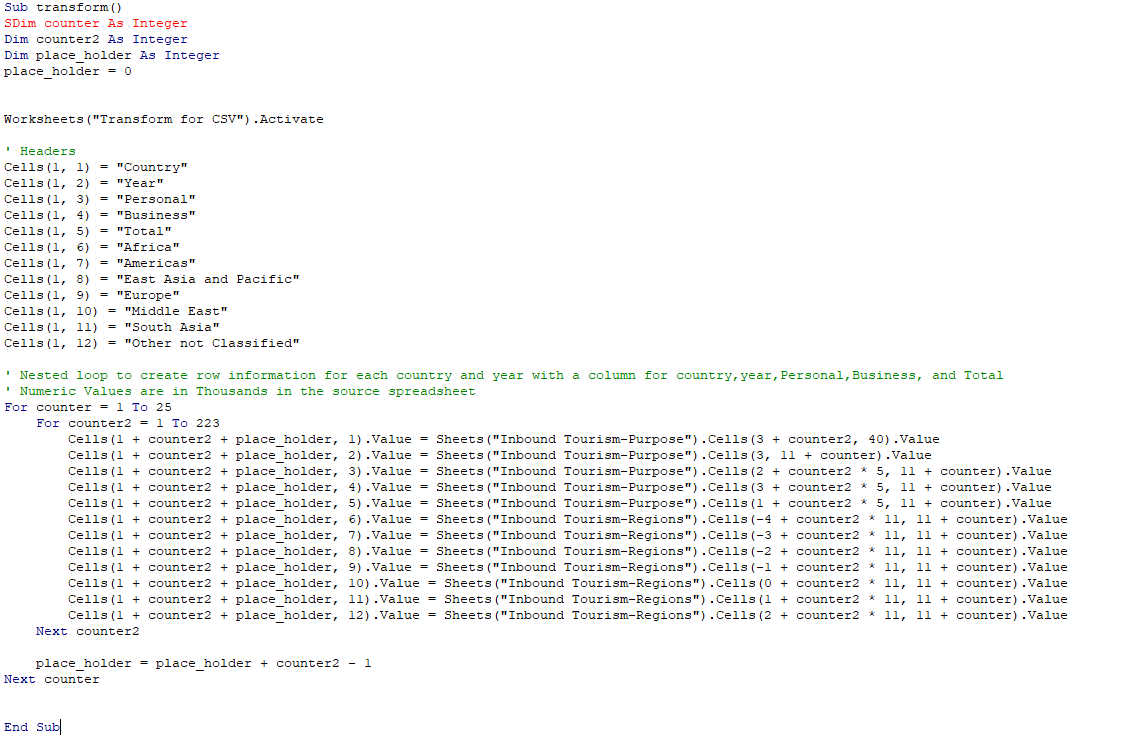 Sub transform()
SDim counter As Integer
Dim counter2 As Integer
Dim place_holder As Integer
place_holder = 0
Worksheets("Transform for CSV").Activate
' Headers
Cells(1, 1) = "Country"
Cells(1, 2) = "Year"
Cells(1, 3) = "Personal"
Cells(1, 4) = "Business"
Cells(1, 5) = "Total"
Cells(1, 6) = "Africa"
Cells(1, 7) = "Americas"
Cells(1, 8) = "East Asia and Pacific"
Cells(1, 9) = "Europe"
Cells(1, 10) = "Middle East"
Cells(1, 11) = "South Asia"
Cells(1, 12) = "Other not Classified"
' Nested loop to create row information for each country and year with a column for country,year,Personal,Business, and Total
' Numeric Values are in Thousands in the source spreadsheet
For counter = 1 To 25
    For counter2 = 1 To 223
        Cells(1 + counter2 + place_holder, 1).Value = Sheets("Inbound Tourism-Purpose").Cells(3 + counter2, 40).Value
        Cells(1 + counter2 + place_holder, 2).Value = Sheets("Inbound Tourism-Purpose").Cells(3, 11 + counter).Value
        Cells(1 + counter2 + place_holder, 3).Value = Sheets("Inbound Tourism-Purpose").Cells(2 + counter2 * 5, 11 + counter).Value
        Cells(1 + counter2 + place_holder, 4).Value = Sheets("Inbound Tourism-Purpose").Cells(3 + counter2 * 5, 11 + counter).Value
        Cells(1 + counter2 + place_holder, 5).Value = Sheets("Inbound Tourism-Purpose").Cells(1 + counter2 * 5, 11 + counter).Value
        Cells(1 + counter2 + place_holder, 6).Value = Sheets("Inbound Tourism-Regions").Cells(-4 + counter2 * 11, 11 + counter).Value
        Cells(1 + counter2 + place_holder, 7).Value = Sheets("Inbound Tourism-Regions").Cells(-3 + counter2 * 11, 11 + counter).Value
        Cells(1 + counter2 + place_holder, 8).Value = Sheets("Inbound Tourism-Regions").Cells(-2 + counter2 * 11, 11 + counter).Value
        Cells(1 + counter2 + place_holder, 9).Value = Sheets("Inbound Tourism-Regions").Cells(-1 + counter2 * 11, 11 + counter).Value
        Cells(1 + counter2 + place_holder, 10).Value = Sheets("Inbound Tourism-Regions").Cells(0 + counter2 * 11, 11 + counter).Value
        Cells(1 + counter2 + place_holder, 11).Value = Sheets("Inbound Tourism-Regions").Cells(1 + counter2 * 11, 11 + counter).Value
        Cells(1 + counter2 + place_holder, 12).Value = Sheets("Inbound Tourism-Regions").Cells(2 + counter2 * 11, 11 + counter).Value
    Next counter2
    place_holder = place_holder + counter2 - 1
Next counter
End Sub